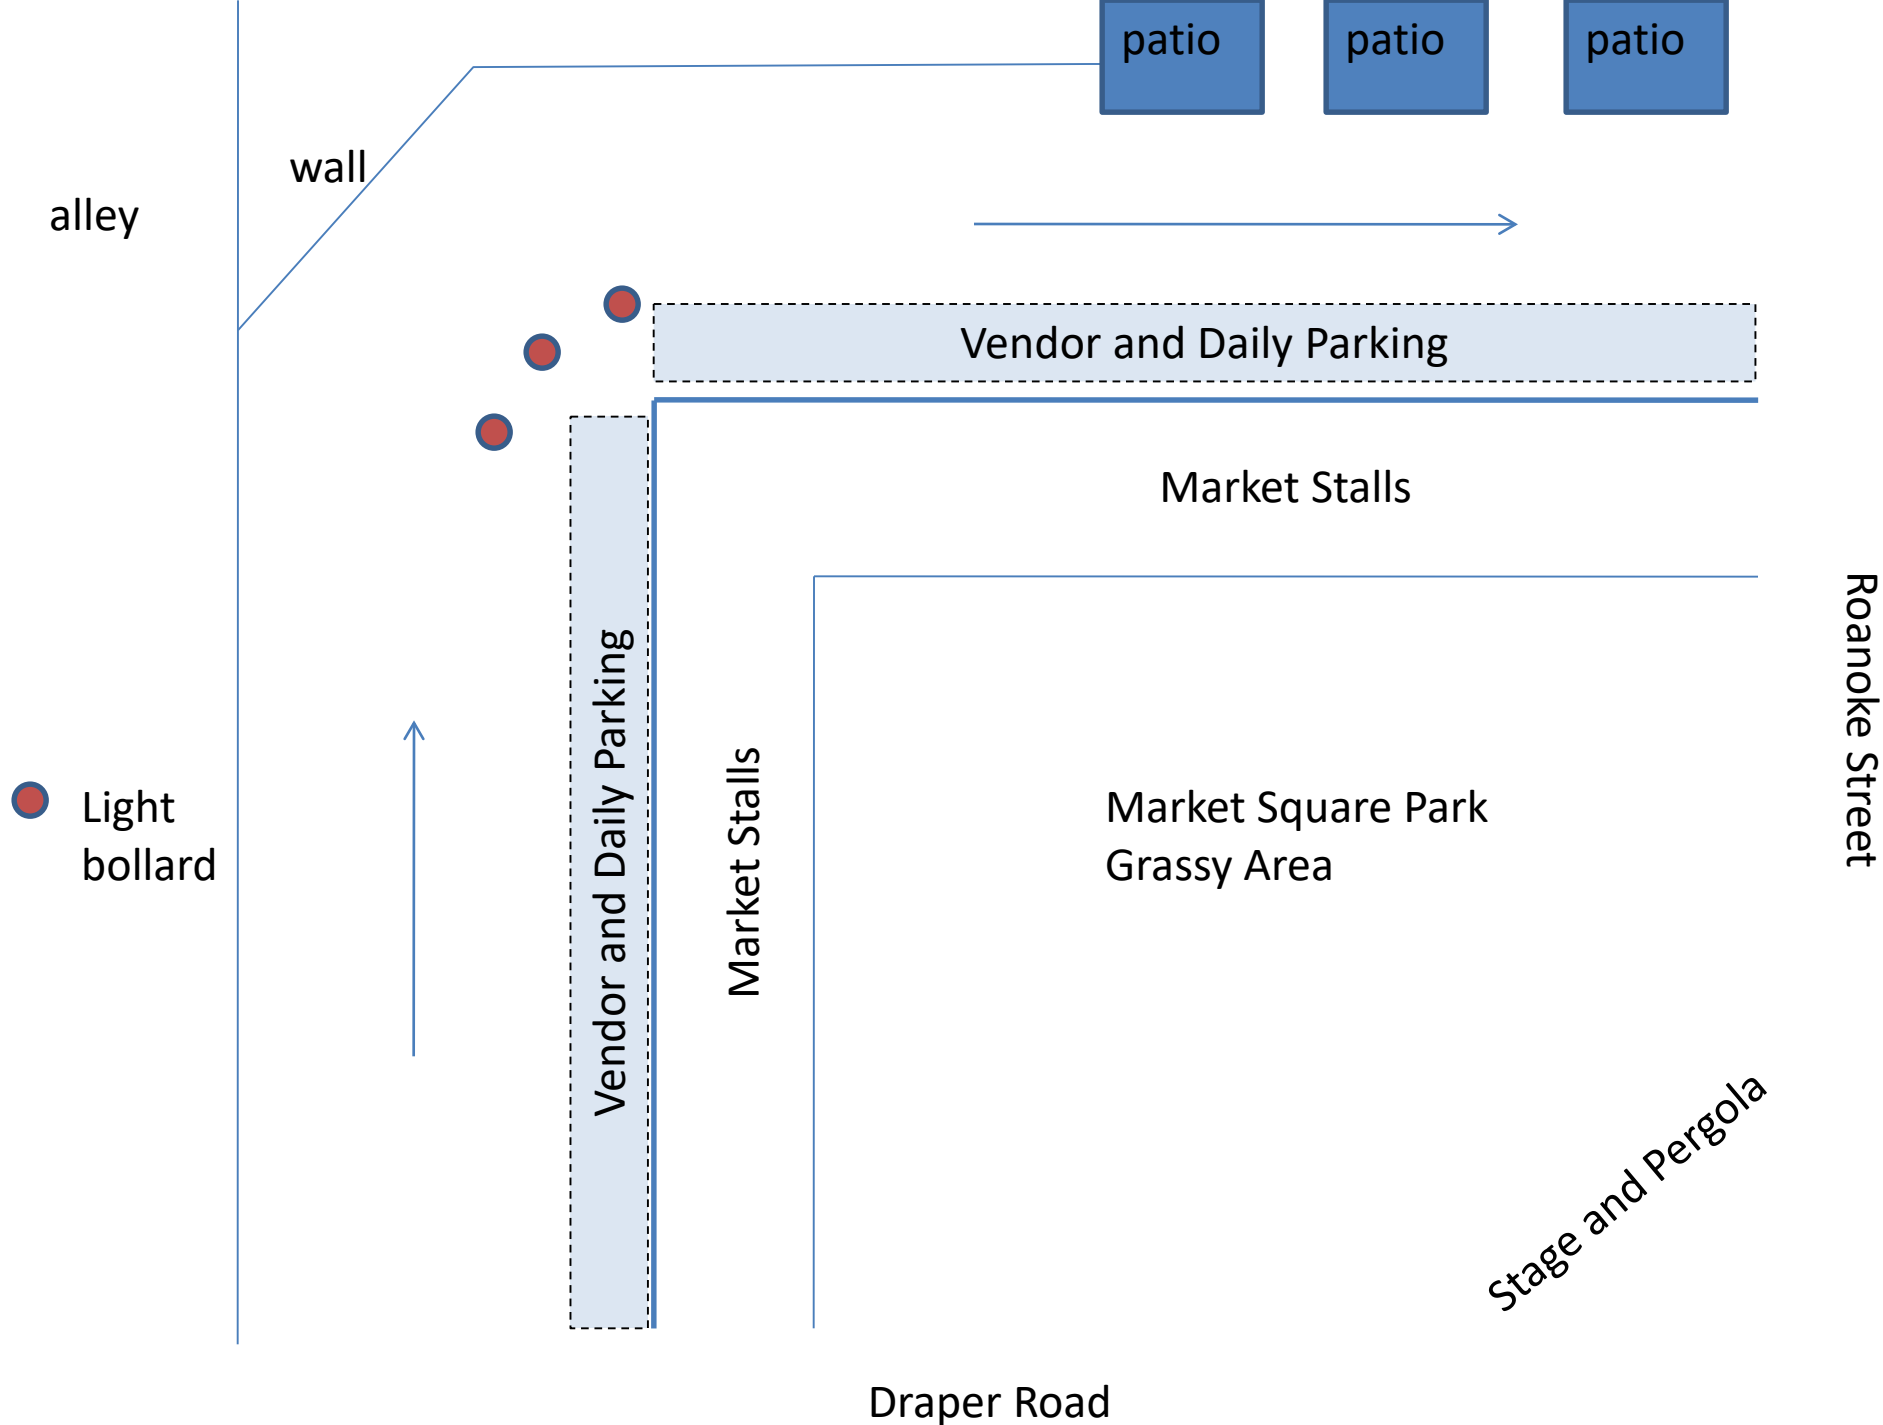 patio
patio
patio
wall
alley
Vendor and Daily Parking
Market Stalls
Roanoke Street
Vendor and Daily Parking
Market Stalls
Light
bollard
Market Square Park
Grassy Area
Stage and Pergola
Draper Road